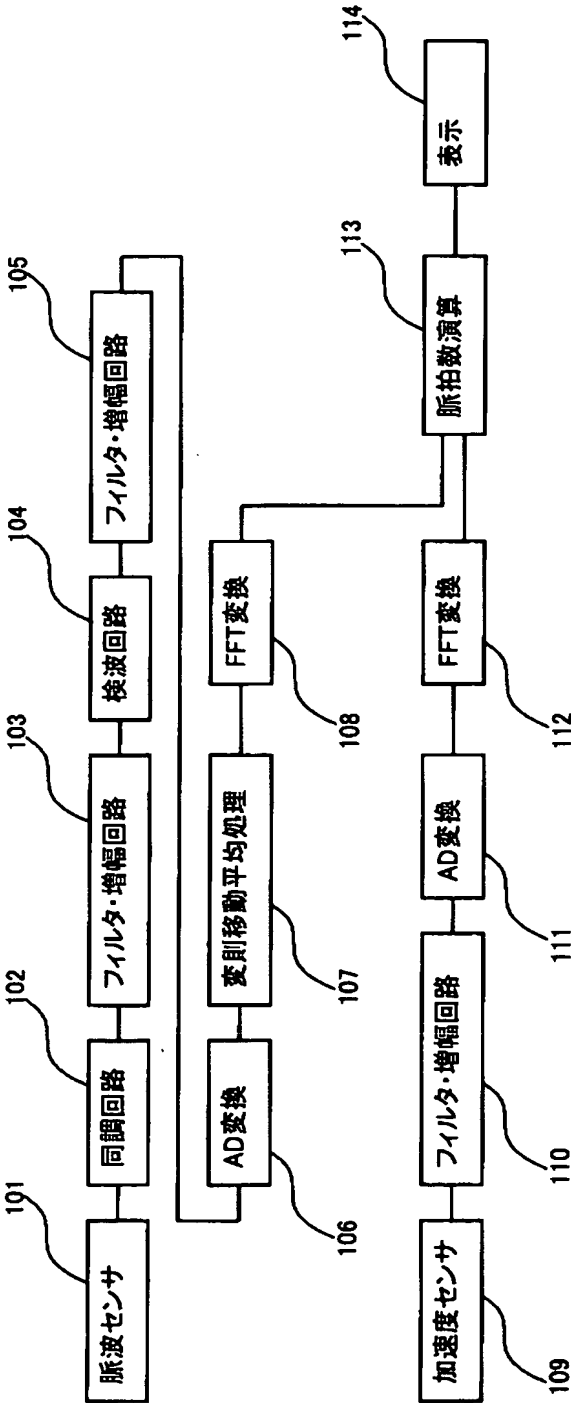 101
脈波センサ
102
同調回路
103
フィルタ・増幅回路
104
検波回路
105
フィルタ・増幅回路
AD変換
106
変則移動平均処理
107
FFT変換
108
加速度センサ
109
フィルタ・増幅回路
110
AD変換
111
FFT変換
112
113
脈拍数演算
114
表示